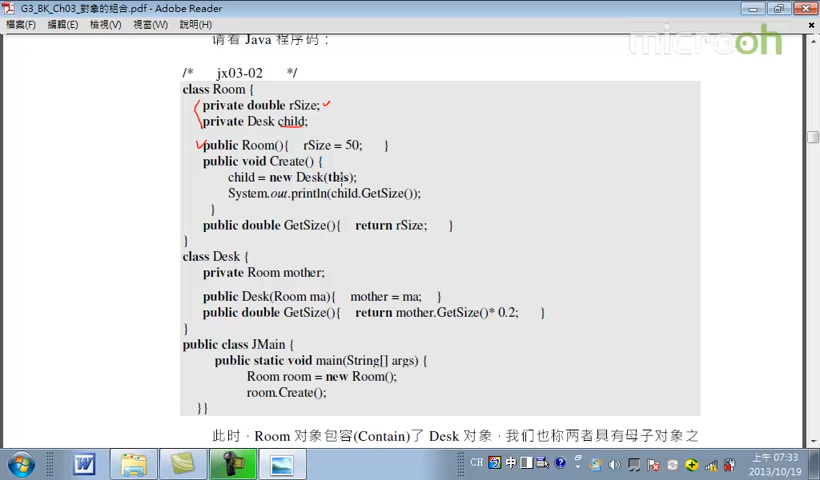 G3_BK_Ch03_對象的組合.pdf - Adobe Reader
檔案(F) 編輯(E) 檢視(V) 視窗(W) 說明(H)
microoh
请看 Java 程序码：
/* jx03-02 */
class Room {
private double rSize;
private Desk child;
public Room(){ rSize = 50; }
public void Create() {
child = new Desk(this);
System.out.println(child.GetSize());
}
public double GetSize(){ return rSize; }
}
class Desk {
private Room mother;
public Desk(Room ma){ mother = ma; }
public double GetSize(){ return mother.GetSize()* 0.2; }
}
public class JMain {
public static void main(String[] args) {
Room room = new Room();
room.Create();
}}
此时，Room 对象包容(Contain)了 Desk 对象，我们也称两者具有母子对象之
CH 中 上午 07:33
2013/10/19